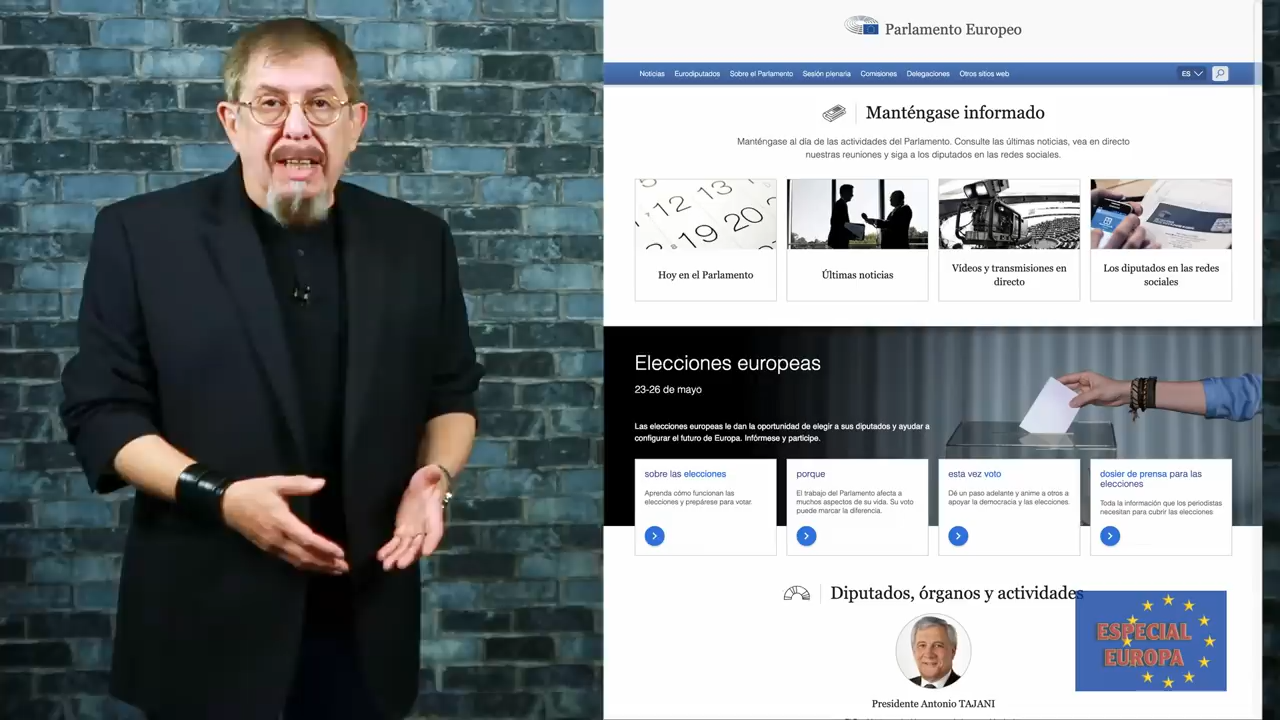 Parlamento Europeo
Noticias Eurodiputados Sobre el Parlamento Sesión plenaria Comisiones Delegaciones Otros sitios web ES
Manténgase informado
Manténgase al día de las actividades del Parlamento. Consulte las últimas noticias, vea en directo
nuestras reuniones y siga a los diputados en las redes sociales.
12 13
19 20
Hoy en el Parlamento
Últimas noticias
Vídeos y transmisiones en
directo
Los diputados en las redes
sociales
Elecciones europeas
23-26 de mayo
Las elecciones europeas le dan la oportunidad de elegir a sus diputados y ayudar a
configurar el futuro de Europa. Infórmese y participe.
sobre las elecciones
Aprenda cómo funcionan las
elecciones y prepárese para votar.
porque
El trabajo del Parlamento afecta a
muchos aspectos de su vida. Su voto
puede marcar la diferencia.
esta vez voto
Dé un paso adelante y anime a otros a
apoyar la democracia y las elecciones.
dosier de prensa para las
elecciones
Toda la información que los periodistas
necesitan para cubrir las elecciones
Diputados, órganos y actividades
ESPECIAL
EUROPA
Presidente Antonio TAJANI